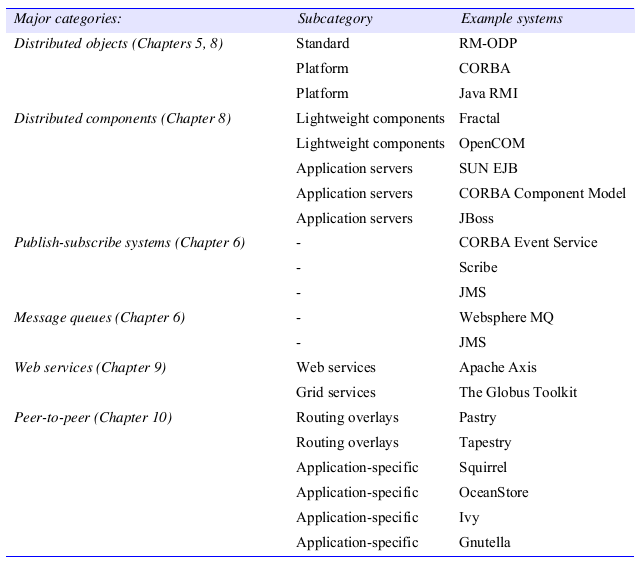 Major categories: Subcategory Example systems
Distributed objects (Chapters 5, 8) Standard RM-ODP
Platform CORBA
Platform Java RMI
Distributed components (Chapter 8) Lightweight components Fractal
Lightweight components OpenCOM
Application servers SUN EJB
Application servers CORBA Component Model
Application servers JBoss
Publish-subscribe systems (Chapter 6) - CORBA Event Service
- Scribe
- JMS
Message queues (Chapter 6) - Websphere MQ
- JMS
Web services (Chapter 9) Web services Apache Axis
Grid services The Globus Toolkit
Peer-to-peer (Chapter 10) Routing overlays Pastry
Routing overlays Tapestry
Application-specific Squirrel
Application-specific OceanStore
Application-specific Ivy
Application-specific Gnutella